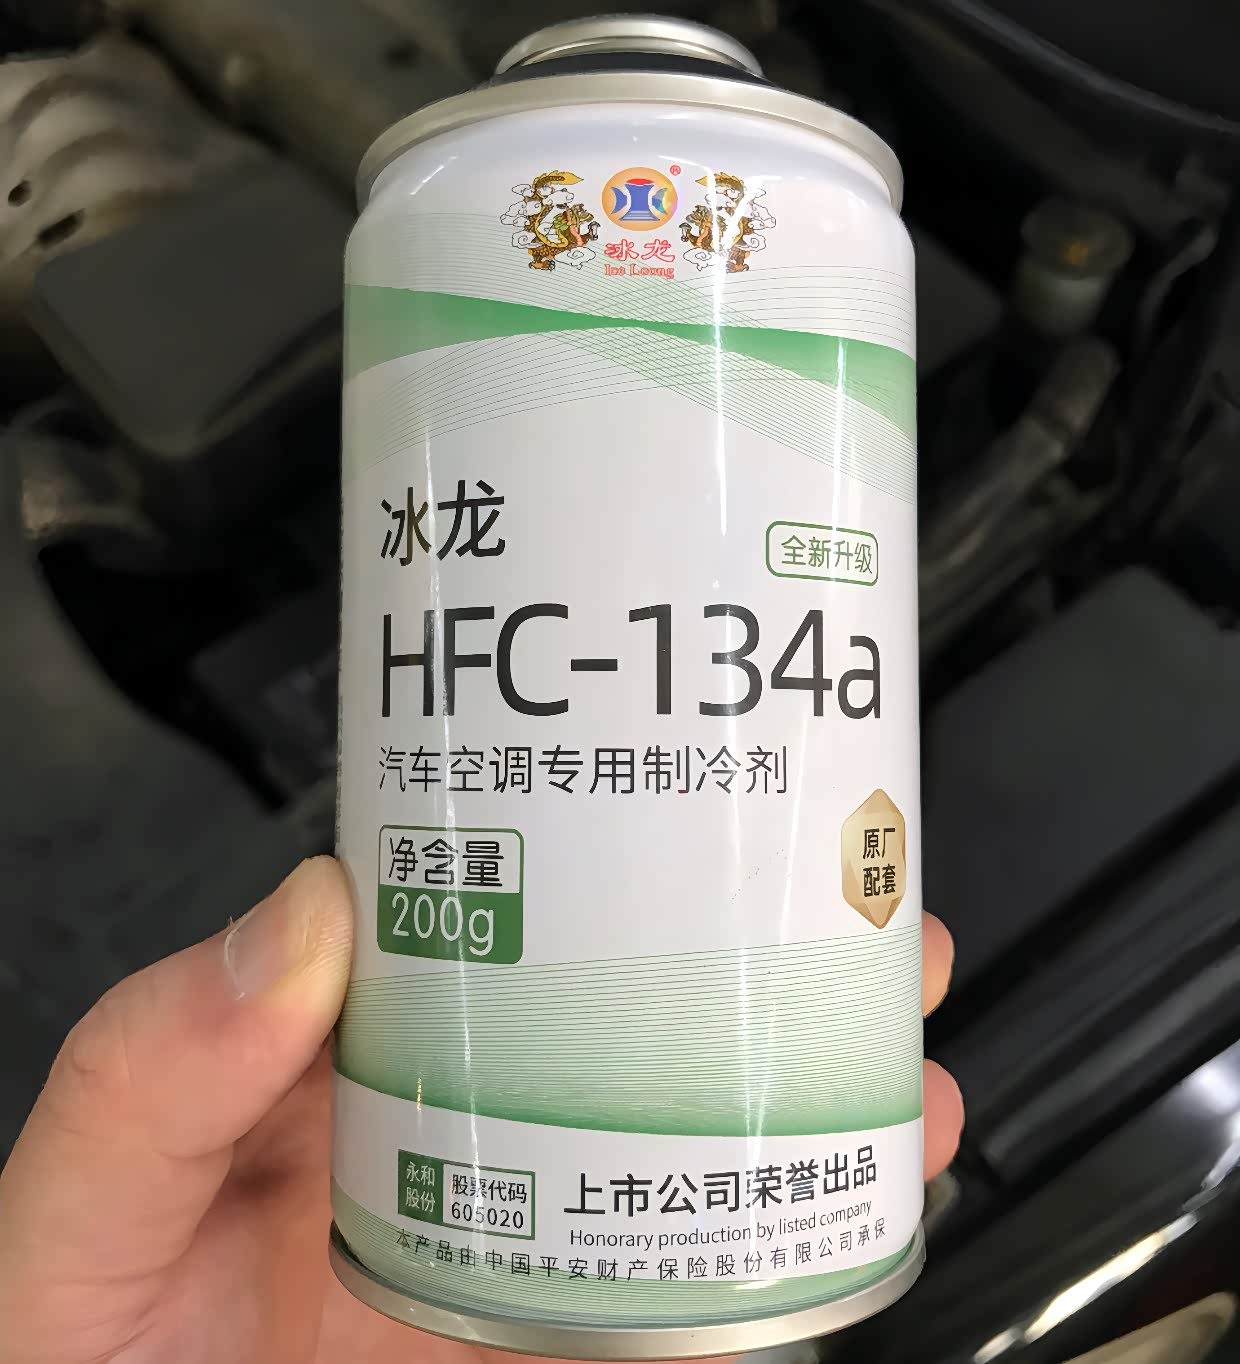 冰龙
Ice Loong
冰龙
全新升级
HFC-134a
汽车空调专用制冷剂
原厂
配套
净含量
200g
永和
股份
股票代码
605020
上市公司荣誉出品
Honorary production by listed company
本产品由中国平安财产保险股份有限公司承保